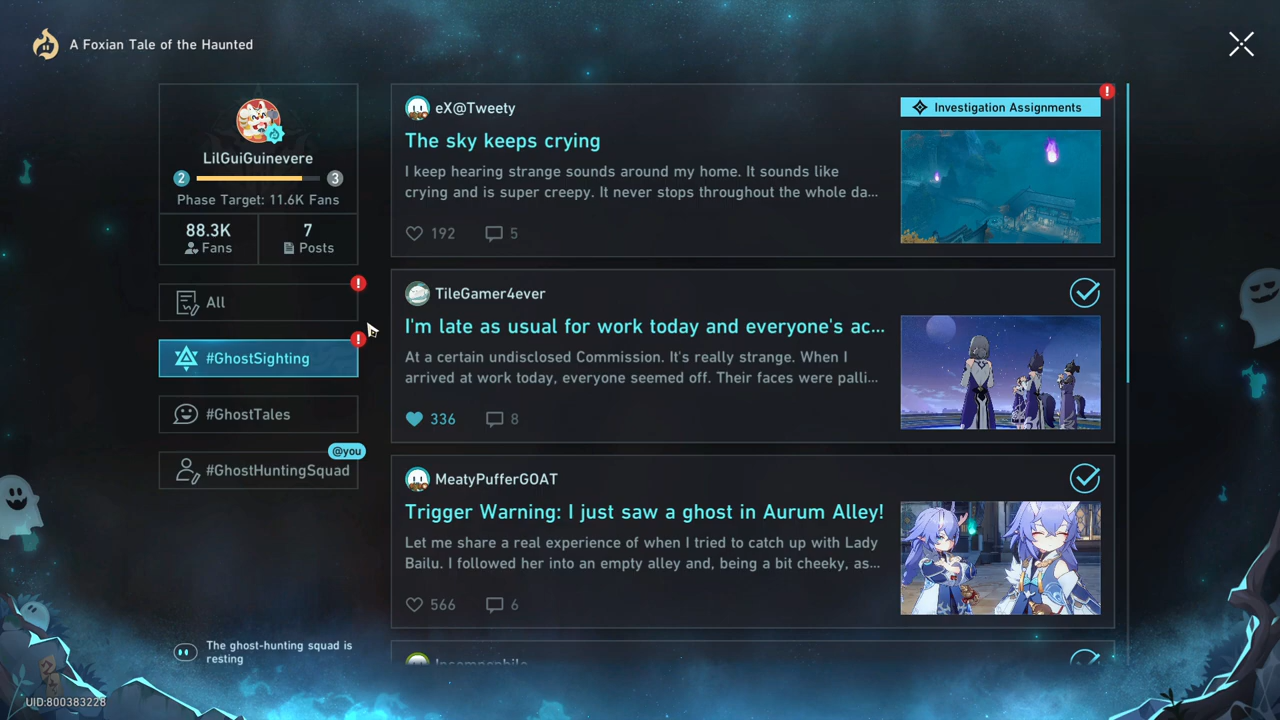 A Foxian Tale of the Haunted
LilGuiGuinevere
2
3
Phase Target: 11.6K Fans
88.3K
Fans
7
Posts
All
#GhostSighting
#GhostTales
@you
#GhostHuntingSquad
The ghost-hunting squad is
resting
UID:800383228
eX@Tweety
Investigation Assignments
The sky keeps crying
I keep hearing strange sounds around my home. It sounds like
crying and is super creepy. It never stops throughout the whole da...
192
5
TileGamer4ever
I'm late as usual for work today and everyone's ac...
At a certain undisclosed Commission. It's really strange. When I
arrived at work today, everyone seemed off. Their faces were palli...
336
8
MeatyPufferGOAT
Trigger Warning: I just saw a ghost in Aurum Alley!
Let me share a real experience of when I tried to catch up with Lady
Bailu. I followed her into an empty alley and, being a bit cheeky, as...
566
6